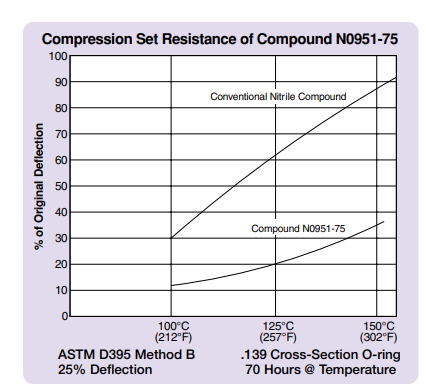 Compression Set Resistance of Compound N0951-75
% of Original Deflection
100
90
80
70
60
50
40
30
20
10
0
Conventional Nitrile Compound
Compound N0951-75
100°C 125°C 150°C
(212°F) (257°F) (302°F)
ASTM D395 Method B .139 Cross-Section O-ring
25% Deflection 70 Hours @ Temperature